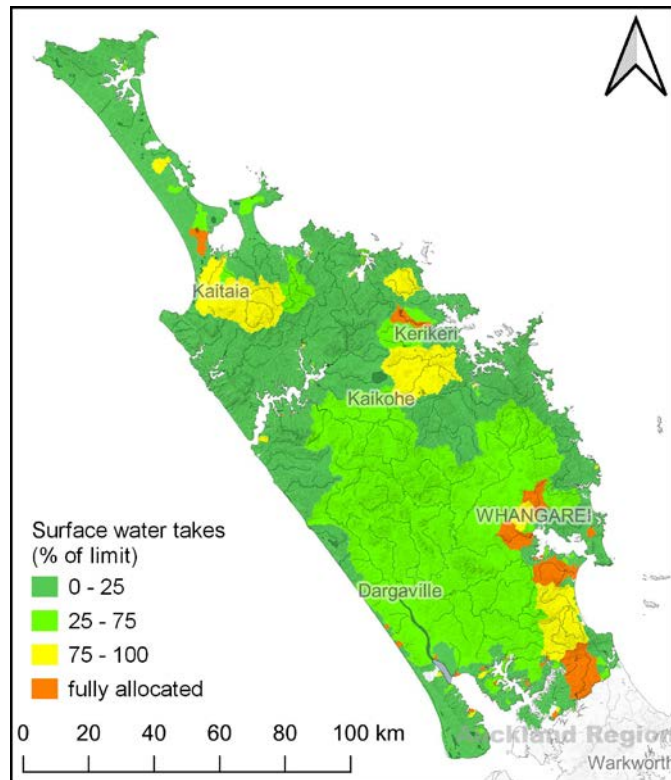 Kaitaia
Kerikeri
Kaikohe
WHANGAREI
Dargaville
Surface water takes
(% of limit)
0 - 25
25 - 75
75 - 100
fully allocated
0 20 40 60 80 100 km
Auckland Region
Warkworth